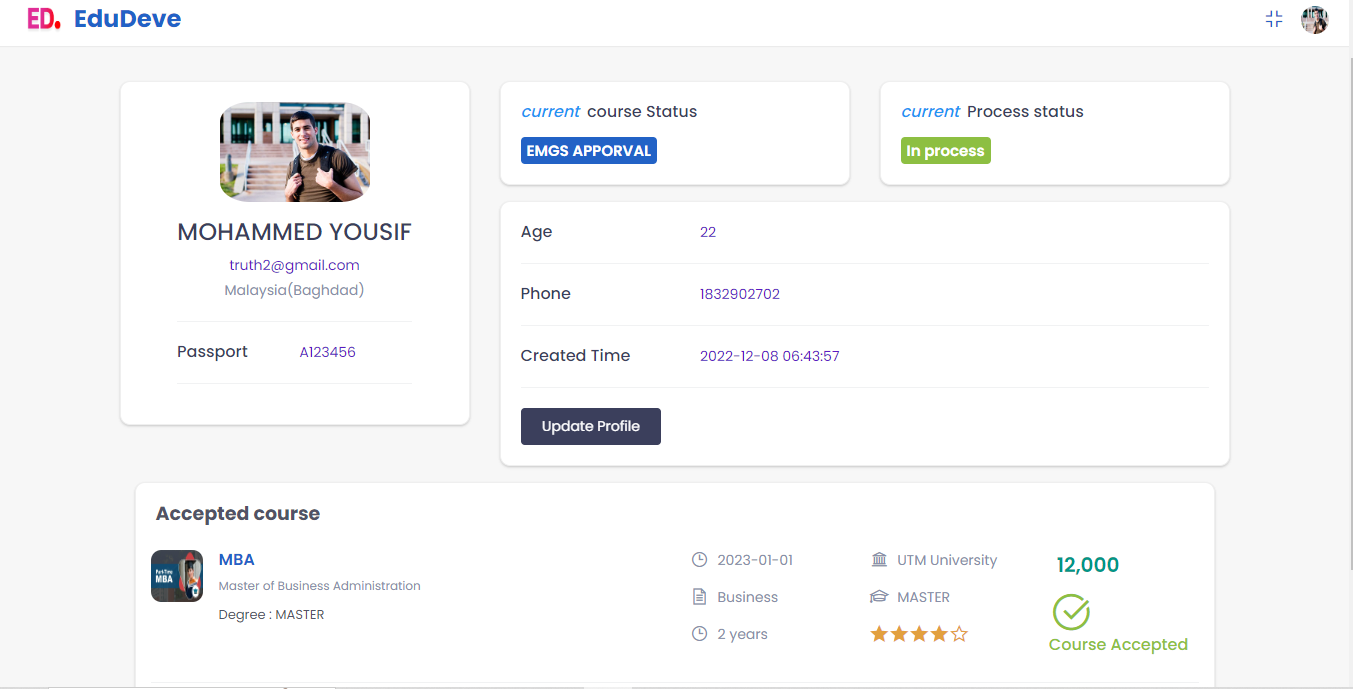 ED. EduDeve
MOHAMMED YOUSIF
truth2@gmail.com
Malaysia(Baghdad)
Passport A123456
current course Status
EMGS APPORVAL
current Process status
In process
Age 22
Phone 1832902702
Created Time 2022-12-08 06:43:57
Update Profile
Accepted course
Part-Time
MBA
MBA
Master of Business Administration
Degree : MASTER
2023-01-01
Business
2 years
UTM University
MASTER
12,000
Course Accepted